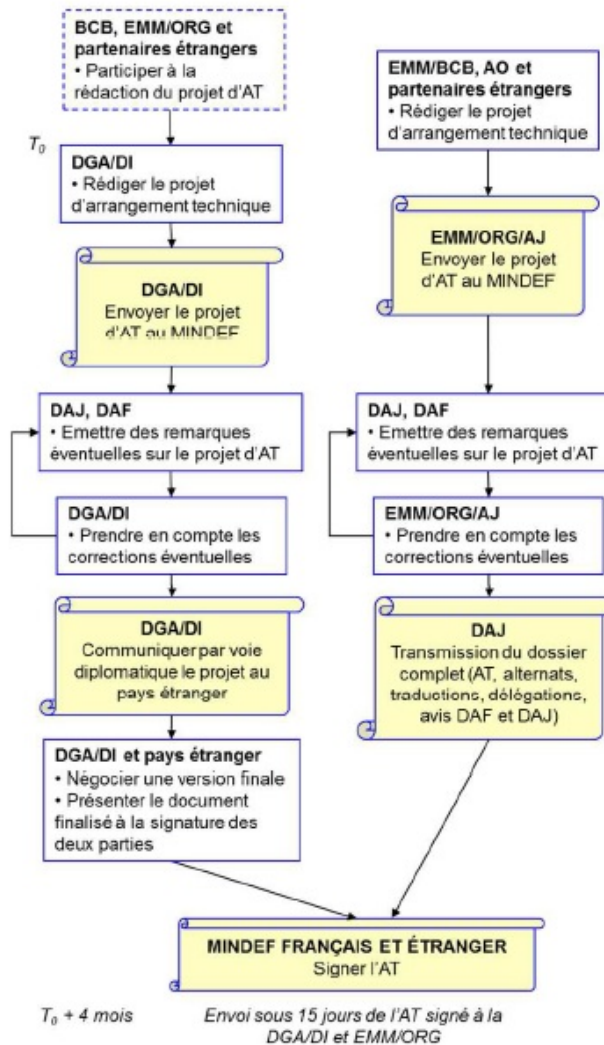 BCB, EMM/ORG et
partenaires étrangers
• Participer à la
rédaction du projet d'AT
T0
DGA/DI
• Rédiger le projet
d'arrangement technique
DGA/DI
Envoyer le projet
d'AT au MINDEF
DAJ, DAF
• Emettre des remarques
éventuelles sur le projet d'AT
DGA/DI
• Prendre en compte les
corrections éventuelles
DGA/DI
Communiquer par voie
diplomatique le projet au
pays étranger
DGA/DI et pays étranger
• Négocier une version finale
• Présenter le document
finalisé à la signature des
deux parties
EMM/BCB, AO et
partenaires étrangers
• Rédiger le projet
d'arrangement technique
EMM/ORG/AJ
Envoyer le projet
d'AT au MINDEF
DAJ, DAF
• Emettre des remarques
éventuelles sur le projet d'AT
EMM/ORG/AJ
• Prendre en compte les
corrections éventuelles
DAJ
Transmission du dossier
complet (AT, alternats,
traductions, délégations,
avis DAF et DAJ)
MINDEF FRANÇAIS ET ÉTRANGER
Signer l'AT
T0 + 4 mois
Envoi sous 15 jours de l'AT signé à la
DGA/DI et EMM/ORG